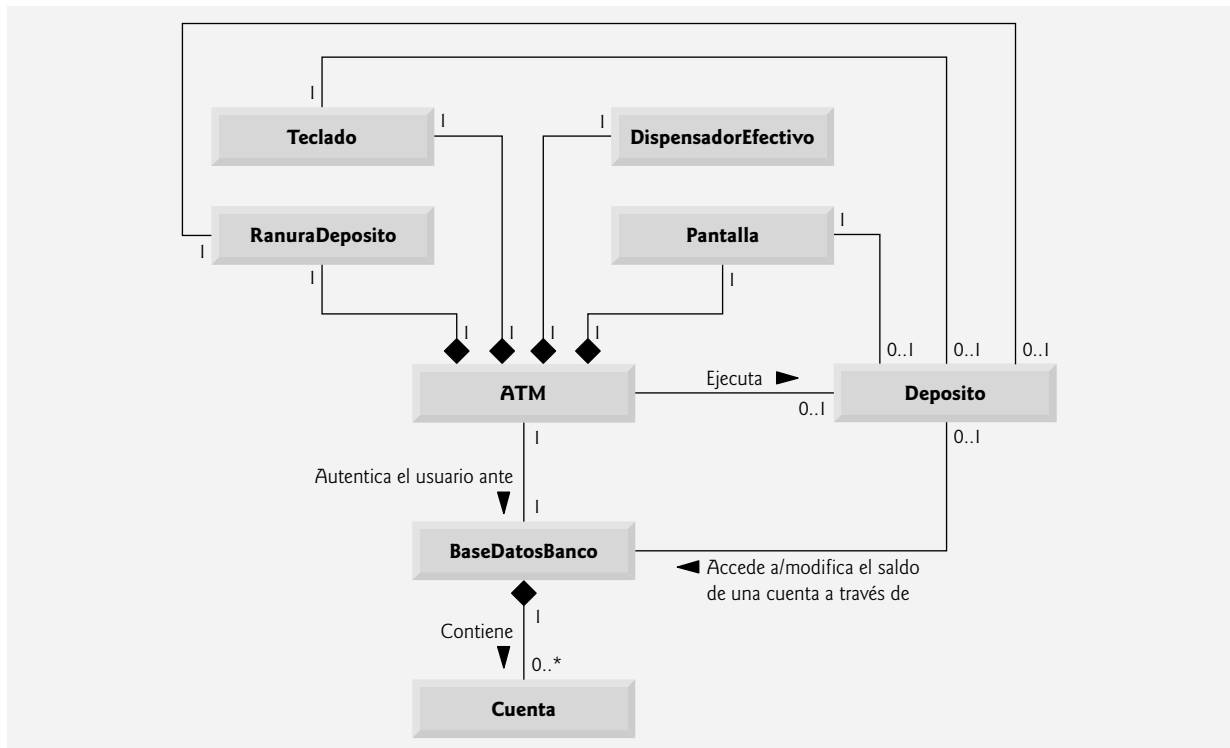 1
1
1
Teclado
DispensadorEfectivo
1
RanuraDeposito
Pantalla
1
1
1
1
1
1
1
0..1
0..1
0..1
Ejecuta
ATM
Deposito
0..1
1
0..1
Autentica el usuario ante
1
BaseDatosBanco
Accede a/modifica el saldo
de una cuenta a través de
1
Contiene
0..*
Cuenta